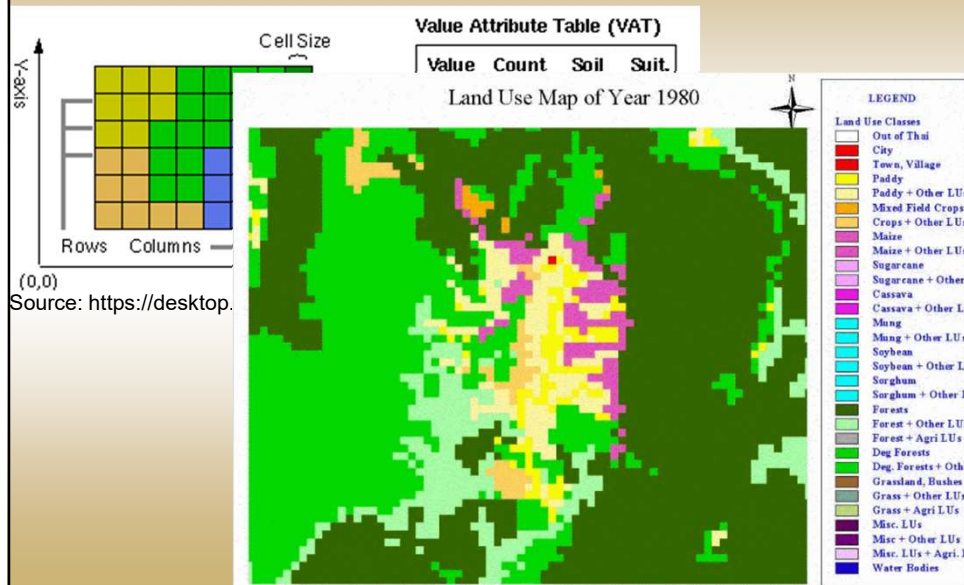 Value Attribute Table (VAT)
Cell Size
Value Count Soil Suit.
Y-axis
Rows Columns
(0,0)
Source: https://desktop.
Land Use Map of Year 1980
N
LEGEND
Land Use Classes
Out of Thai
City
Town, Village
Paddy
Paddy + Other LUs
Mixed Field Crops
Crops + Other LUs
Maize
Maize + Other LUs
Sugarcane
Sugarcane + Other
Cassava
Cassava + Other L
Mung
Mung + Other LUs
Soybean
Soybean + Other L
Sorghum
Sorghum + Other
Forests
Forest + Other LU
Forest + Agri LUs
Deg Forests
Deg. Forests + Oth
Grassland, Bushes
Grass + Other LUs
Grass + Agri LUs
Misc. LUs
Misc + Other LUs
Misc. LUs + Agri.
Water Bodies